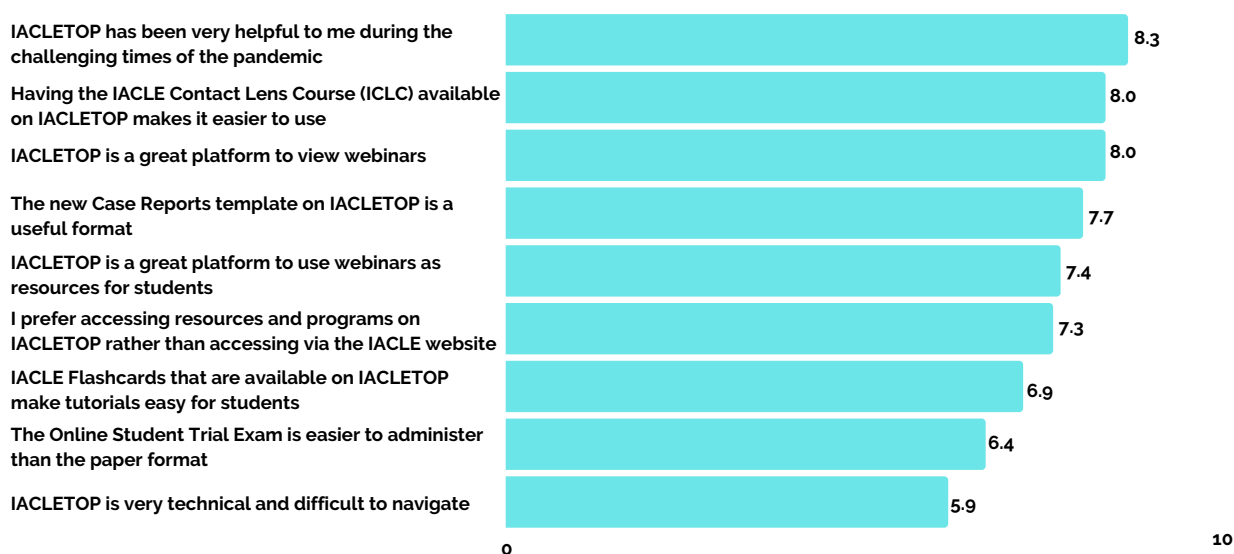 IACLETOP has been very helpful to me during the
challenging times of the pandemic
8.3
Having the IACLE Contact Lens Course (ICLC) available
on IACLETOP makes it easier to use
8.0
IACLETOP is a great platform to view webinars
8.0
The new Case Reports template on IACLETOP is a
useful format
7.7
IACLETOP is a great platform to use webinars as
resources for students
7.4
I prefer accessing resources and programs on
IACLETOP rather than accessing via the IACLE website
7.3
IACLE Flashcards that are available on IACLETOP
make tutorials easy for students
6.9
The Online Student Trial Exam is easier to administer
than the paper format
6.4
IACLETOP is very technical and difficult to navigate
5.9
0
10